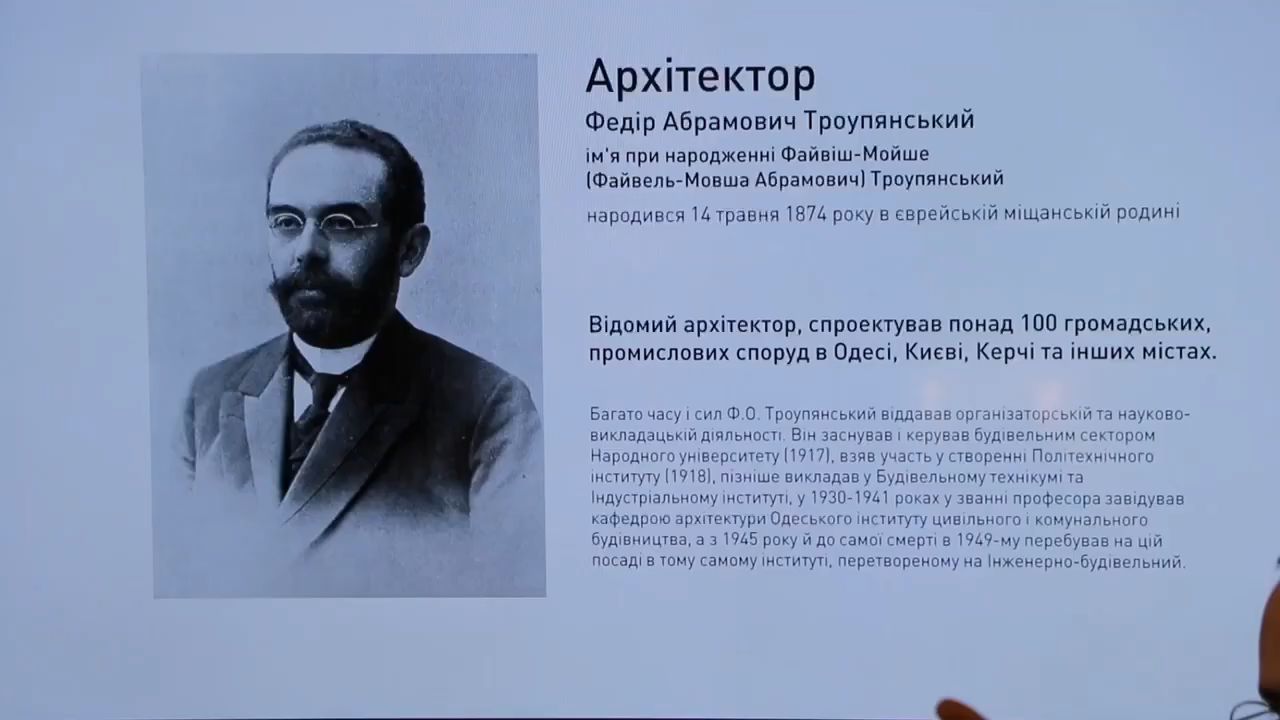 Архітектор
Федір Абрамович Троупянський
ім'я при народженні Файвіш-Мойше
(Файвель-Мовша Абрамович) Троупянський
народився 14 травня 1874 року в єврейській міщанській родині
Відомий архітектор, спроектував понад 100 громадських,
промислових споруд в Одесі, Києві, Керчі та інших містах.
Багато часу і сил Ф.О. Троупянський віддавав організаторській та науково-
викладацькій діяльності. Він заснував і керував будівельним сектором
Народного університету (1917), взяв участь у створенні Політехнічного
інституту (1918), пізніше викладав у Будівельному технікумі та
Індустріальному інституті, у 1930-1941 роках у званні професора завідував
кафедрою архітектури Одеського інституту цивільного і комунального
будівництва, а з 1945 року й до самої смерті в 1949-му перебував на цій
посаді в тому самому інституті, перетвореному на Інженерно-будівельний.